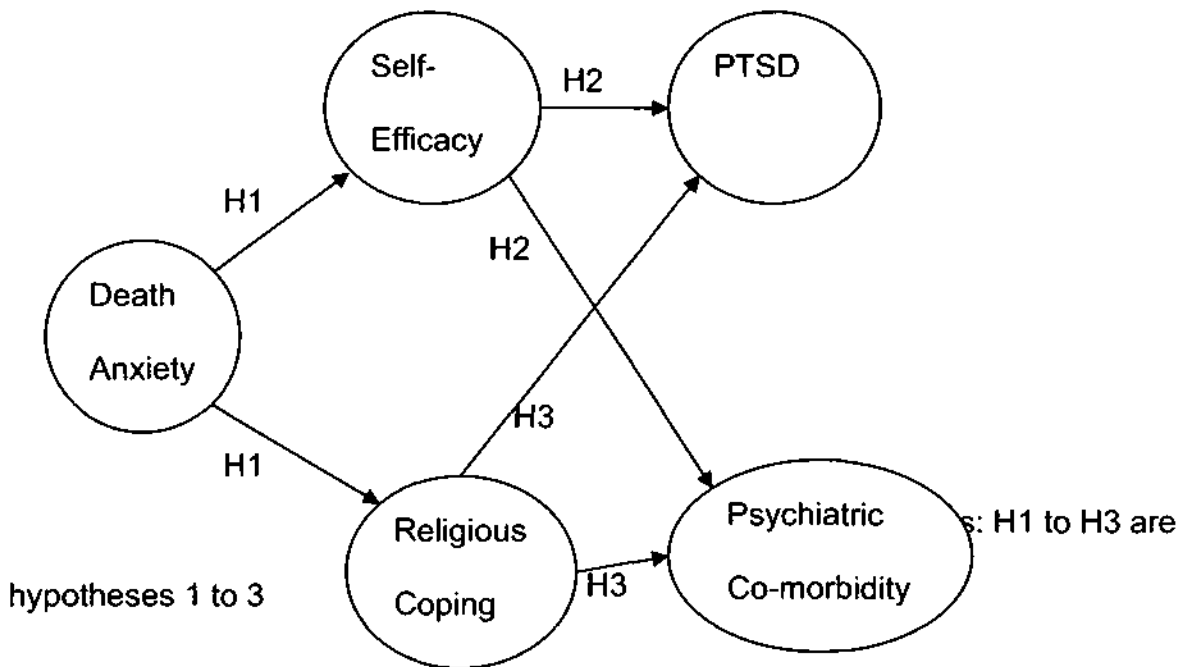 Self-
Efficacy
H2
PTSD
H1
H2
Death
Anxiety
H3
H1
Religious
Coping
H3
Psychiatric
Co-morbidity
s: H1 to H3 are
hypotheses 1 to 3